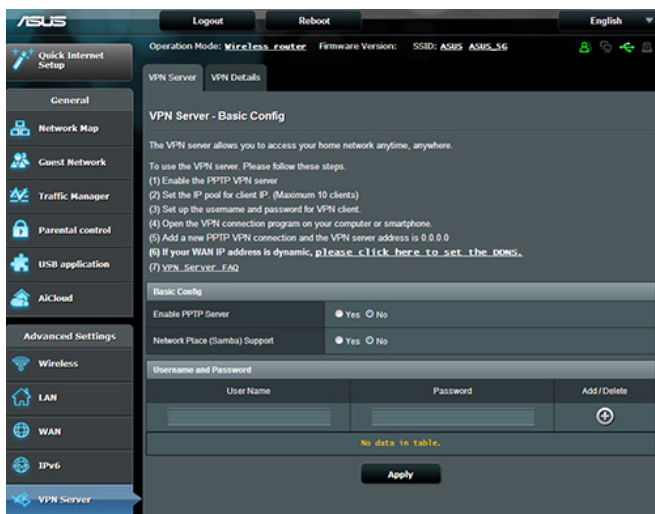 ASUS
Logout
Reboot
English
Operation Mode: Wireless router Firmware Version: SSID: ASUS ASUS_5G
Quick Internet Setup
VPN Server
VPN Details
General
Network Map
Guest Network
Traffic Manager
Parental control
USB application
AiCloud
Advanced Settings
Wireless
LAN
WAN
IPv6
VPN Server
VPN Server - Basic Config
The VPN server allows you to access your home network anytime, anywhere.
To use the VPN server. Please follow these steps.
(1) Enable the PPTP VPN server
(2) Set the IP pool for client IP. (Maximum 10 clients)
(3) Set up the username and password for VPN client.
(4) Open the VPN connection program on your computer or smartphone.
(5) Add a new PPTP VPN connection and the VPN server address is 0.0.0.0
(6) If your WAN IP address is dynamic, please click here to set the DDNS.
(7) VPN Server FAQ
Basic Config
Enable PPTP Server Yes No
Network Place (Samba) Support Yes No
Username and Password
User Name Password Add / Delete
No data in table.
Apply